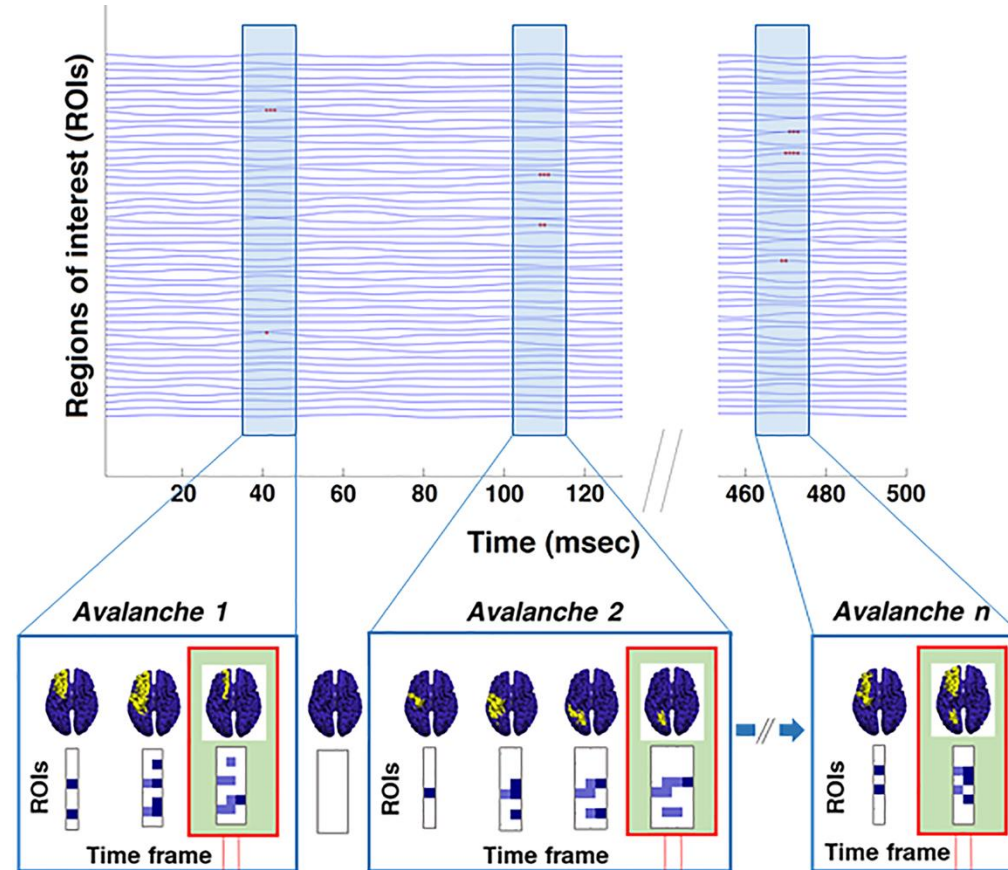 Regions of interest (ROIs)
20 40 60 80 100 120 460 480 500
Time (msec)
Avalanche 1 Avalanche 2 Avalanche n
ROIs ROIs ROIs
Time frame Time frame Time frame